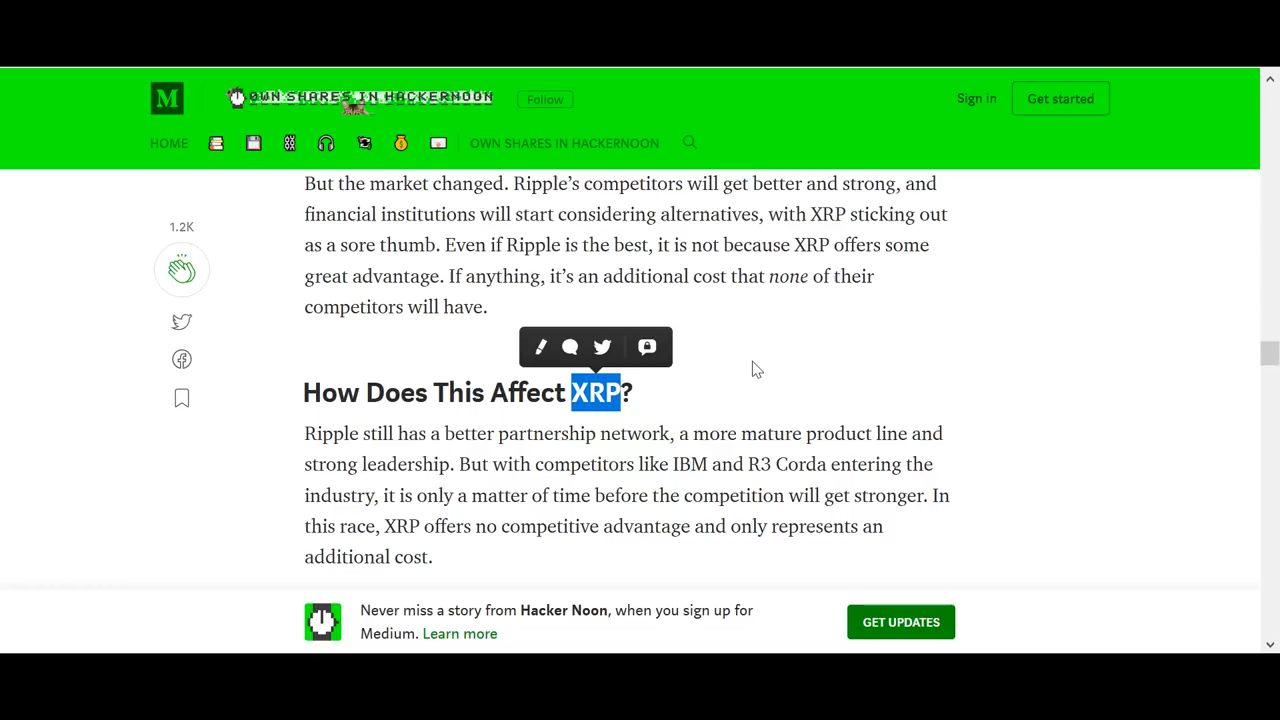 M
OWN SHARES IN HACKERNOON
Follow
Sign in
Get started
HOME
OWN SHARES IN HACKERNOON
But the market changed. Ripple’s competitors will get better and strong, and
financial institutions will start considering alternatives, with XRP sticking out
as a sore thumb. Even if Ripple is the best, it is not because XRP offers some
great advantage. If anything, it’s an additional cost that none of their
competitors will have.
1.2K
How Does This Affect XRP?
Ripple still has a better partnership network, a more mature product line and
strong leadership. But with competitors like IBM and R3 Corda entering the
industry, it is only a matter of time before the competition will get stronger. In
this race, XRP offers no competitive advantage and only represents an
additional cost.
Never miss a story from Hacker Noon, when you sign up for
Medium. Learn more
GET UPDATES